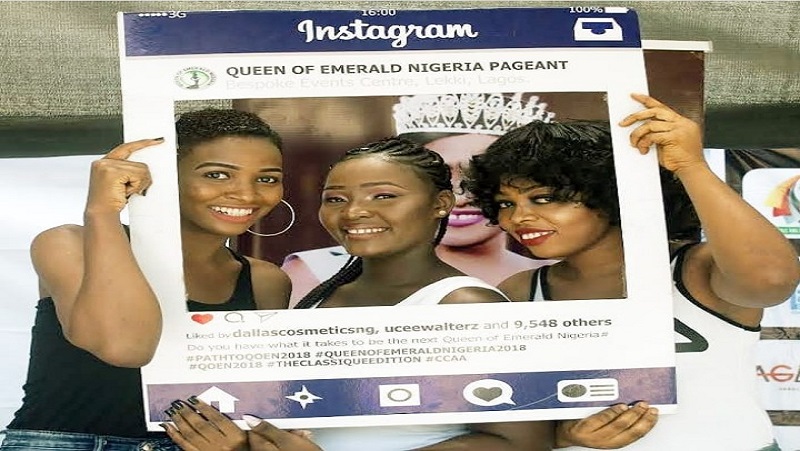 3G 16:00 100%
Instagram
QUEEN OF EMERALD NIGERIA PAGEANT
Bespoke Events Centre, Lekki, Lagos.
Liked by dallascosmeticsng, uceewalterz and 9,548 others
Do you have what it takes to be the next Queen of Emerald Nigeria#
#PATHTOQOEN2018 #QUEENOFEMERALDNIGERIA2018
#QOEN2018 #THECLASSIQUEEDITION #CCAA